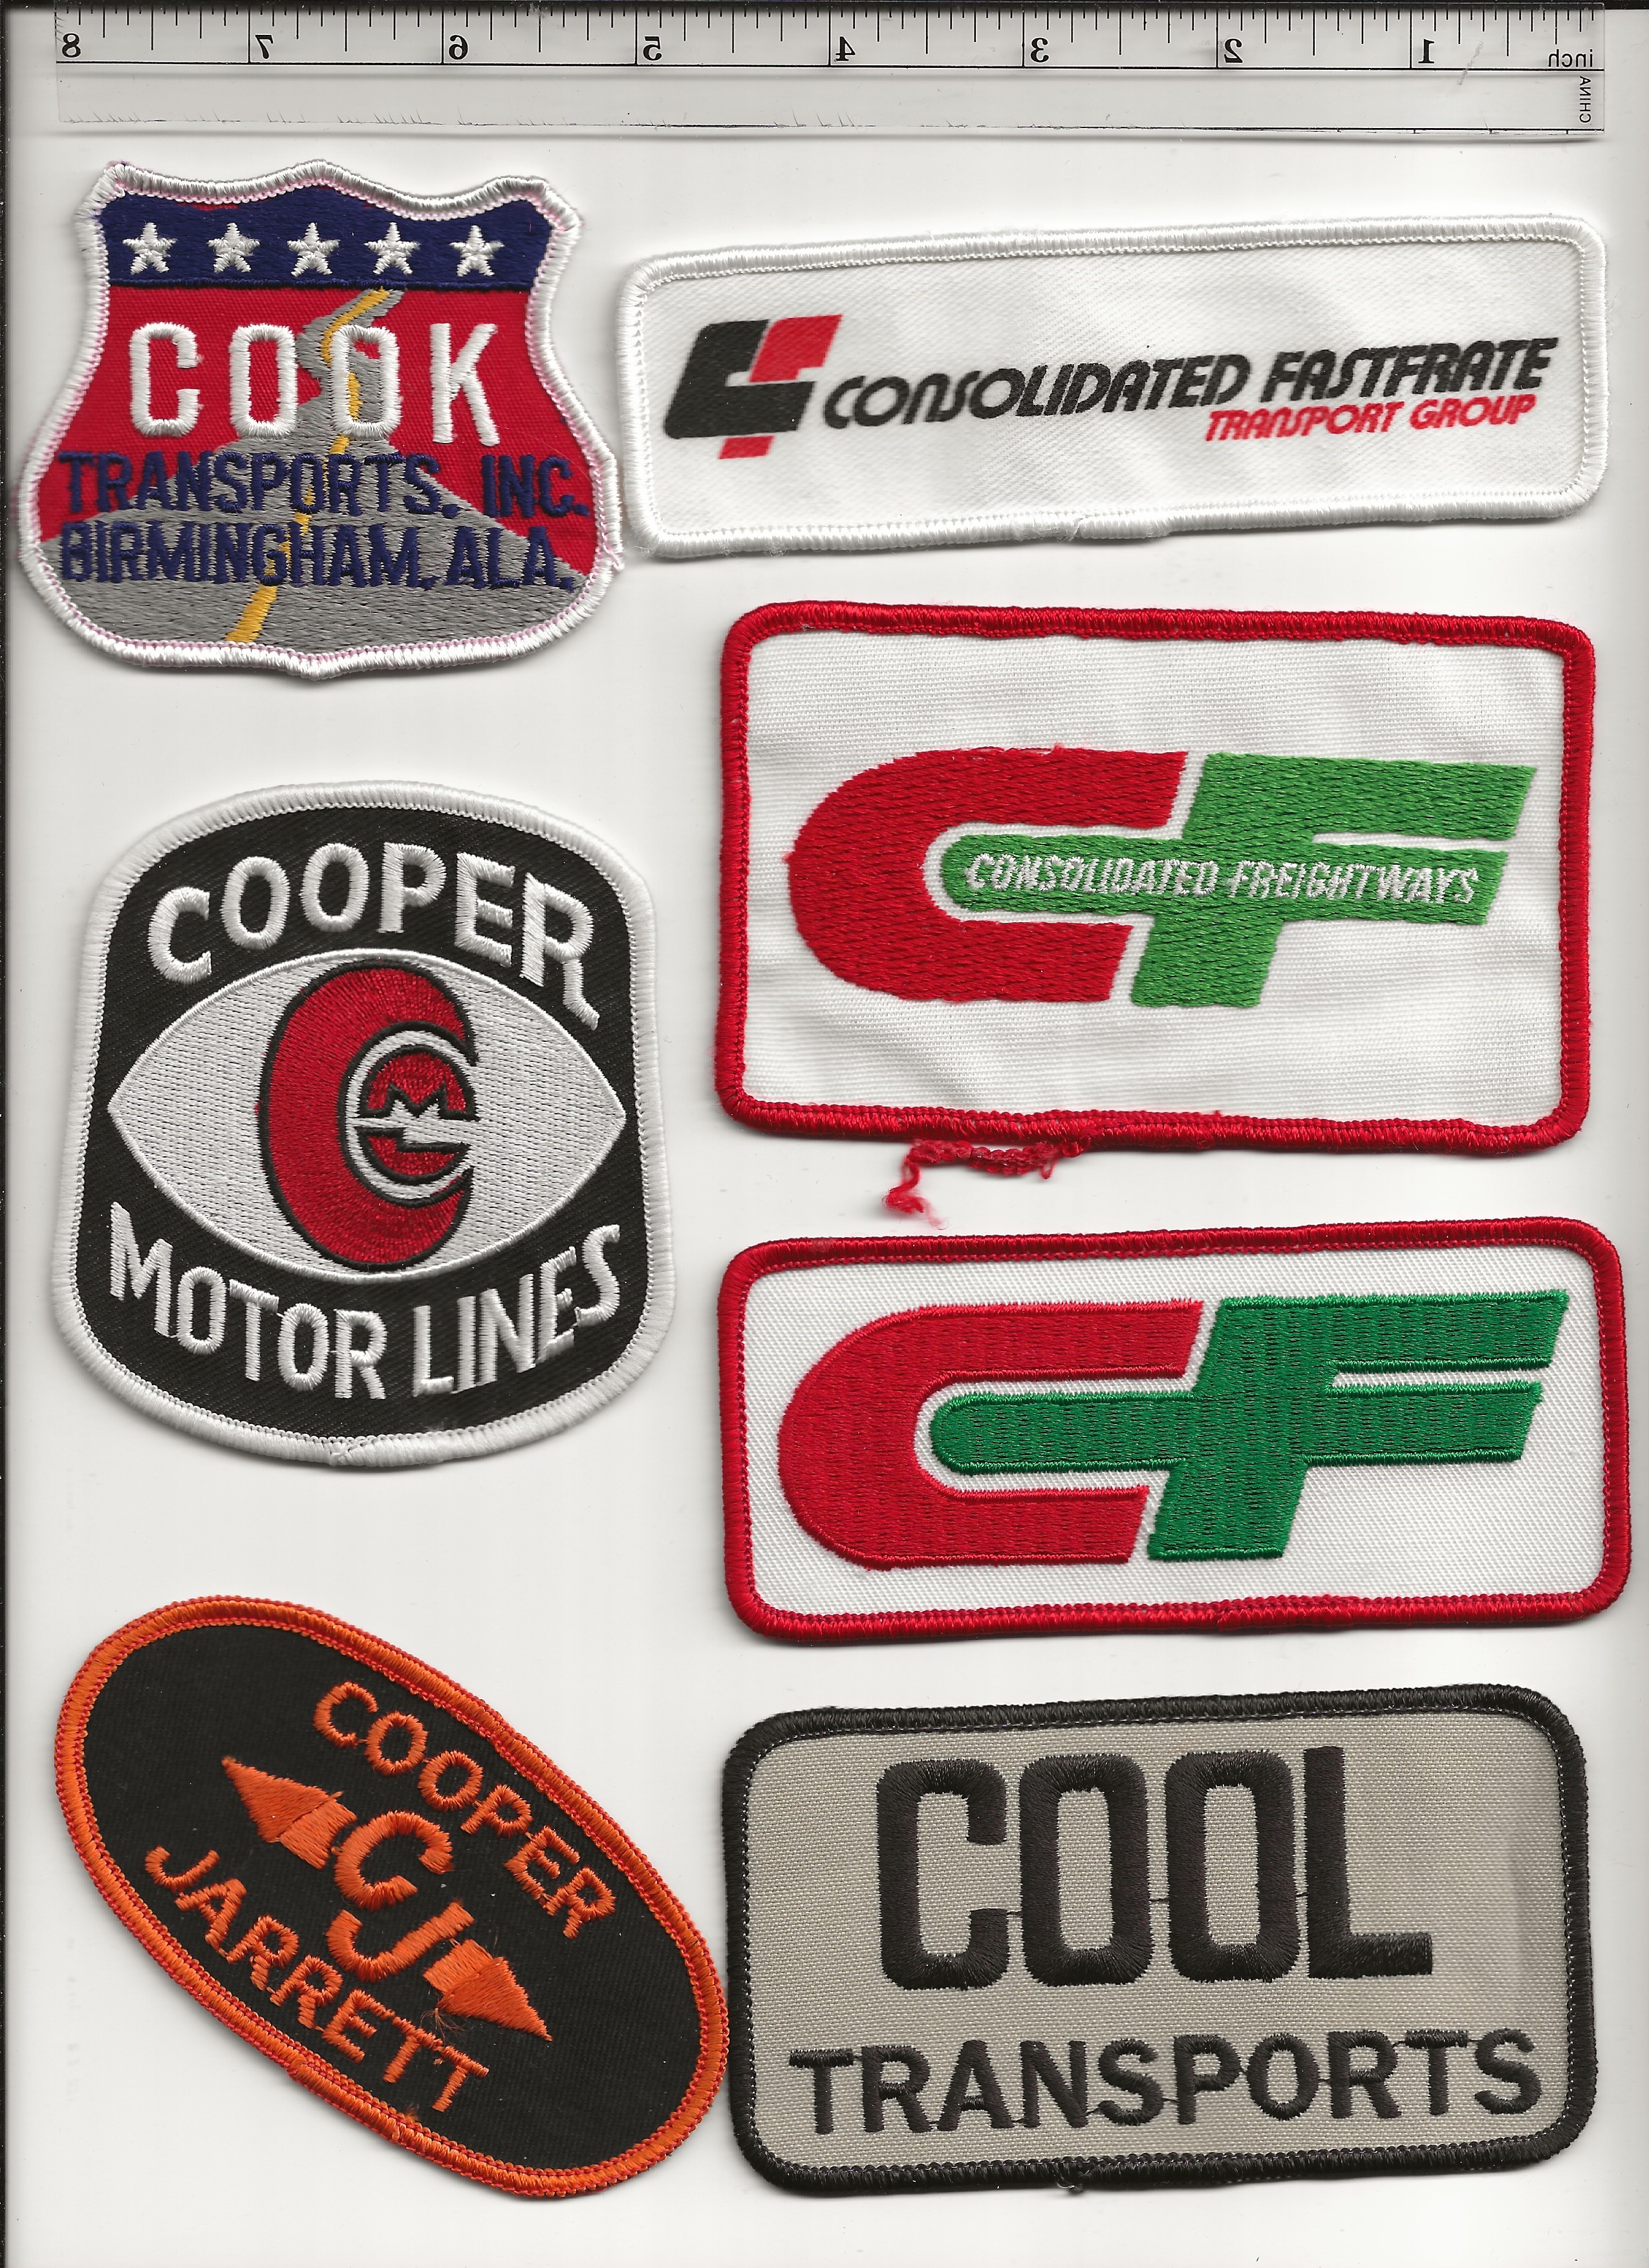 8 7 6 5 4 3 2 1 inch
CHINA
COOK
TRANSPORTS. INC.
BIRMINGHAM, ALA.
CONSOLIDATED FASTFRATE
TRANSPORT GROUP
CF
CONSOLIDATED FREIGHTWAYS
COOPER
CML
MOTOR LINES
CF
COOPER
CJ
JARRETT
COOL
TRANSPORTS